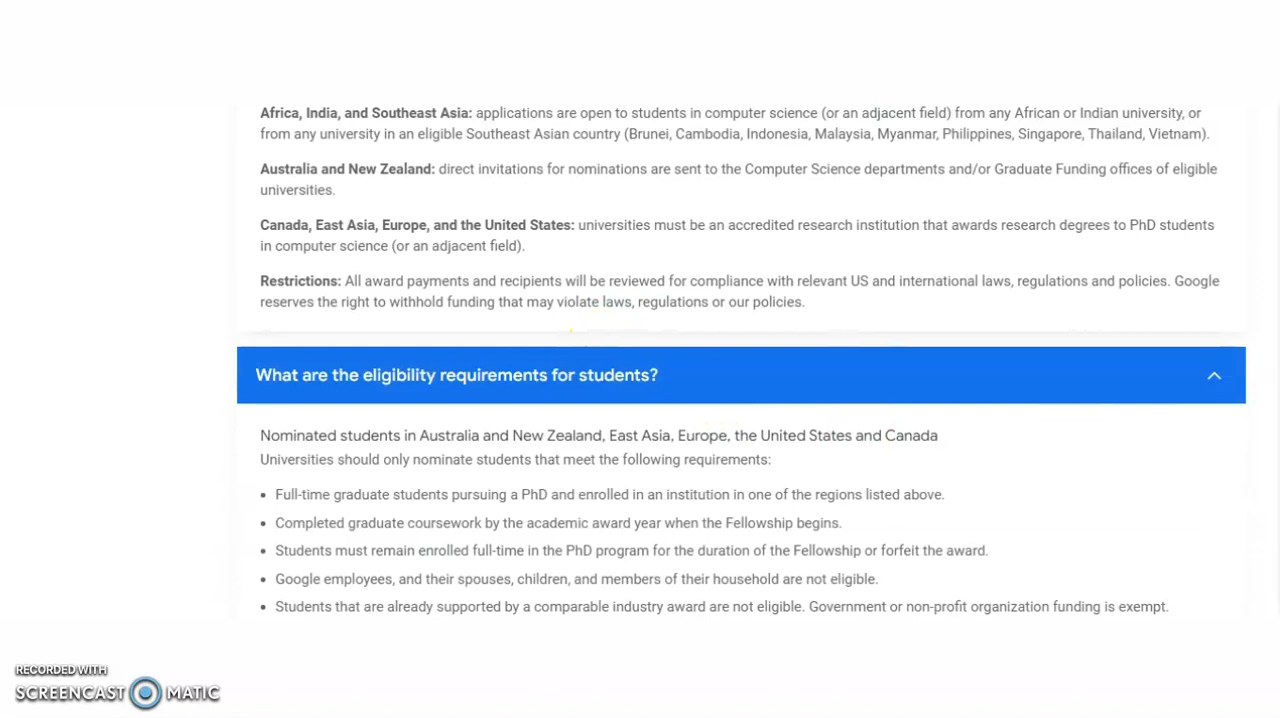 Africa, India, and Southeast Asia: applications are open to students in computer science (or an adjacent field) from any African or Indian university, or
from any university in an eligible Southeast Asian country (Brunei, Cambodia, Indonesia, Malaysia, Myanmar, Philippines, Singapore, Thailand, Vietnam).
Australia and New Zealand: direct invitations for nominations are sent to the Computer Science departments and/or Graduate Funding offices of eligible
universities.
Canada, East Asia, Europe, and the United States: universities must be an accredited research institution that awards research degrees to PhD students
in computer science (or an adjacent field).
Restrictions: All award payments and recipients will be reviewed for compliance with relevant US and international laws, regulations and policies. Google
reserves the right to withhold funding that may violate laws, regulations or our policies.
What are the eligibility requirements for students?
Nominated students in Australia and New Zealand, East Asia, Europe, the United States and Canada
Universities should only nominate students that meet the following requirements:
• Full-time graduate students pursuing a PhD and enrolled in an institution in one of the regions listed above.
• Completed graduate coursework by the academic award year when the Fellowship begins.
• Students must remain enrolled full-time in the PhD program for the duration of the Fellowship or forfeit the award.
• Google employees, and their spouses, children, and members of their household are not eligible.
• Students that are already supported by a comparable industry award are not eligible. Government or non-profit organization funding is exempt.
RECORDED WITH
SCREENCAST MATIC